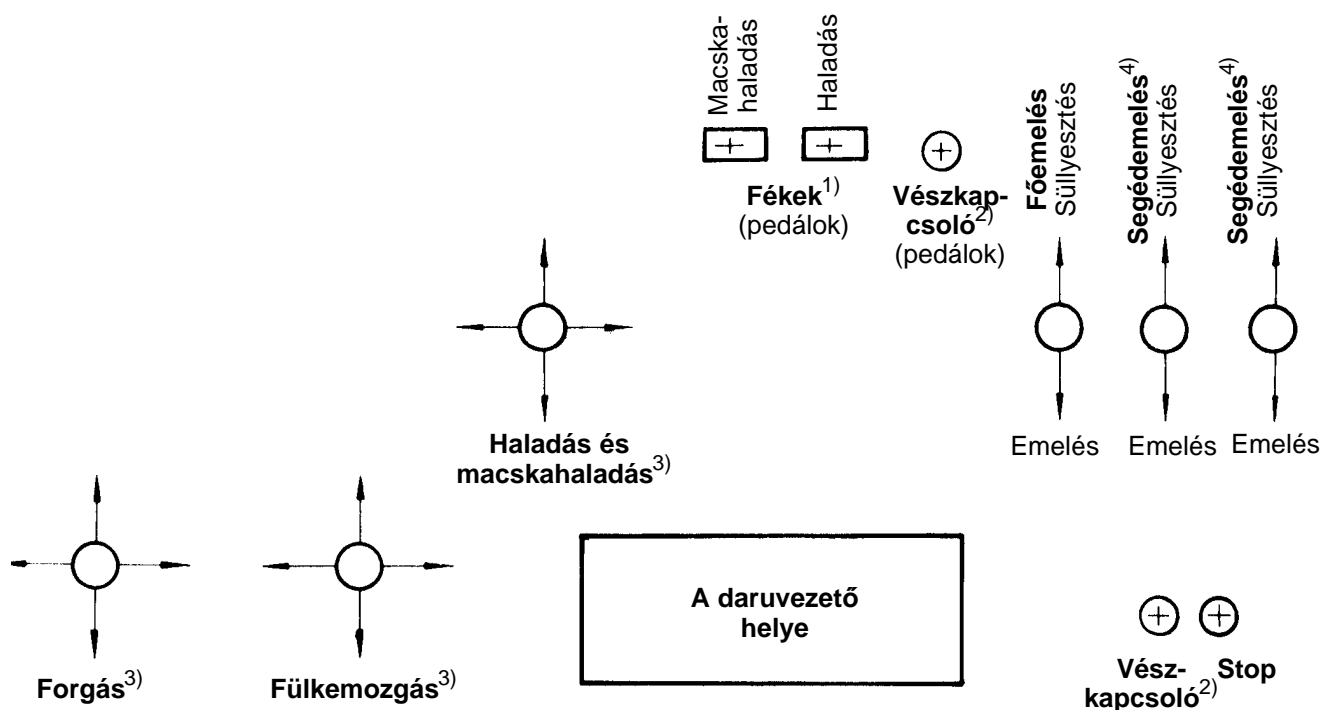 Macska-
haladás
Haladás
Fékek1)
(pedálok)
Vészkap-
csoló2)
(pedálok)
Főemelés
Süllyesztés
Segédemelés4)
Süllyesztés
Segédemelés4)
Süllyesztés
Emelés
Emelés
Emelés
Haladás és
macskahaladás3)
Forgás3)
Fülkemozgás3)
A daruvezető
helye
Vész-
kapcsoló2)
Stop